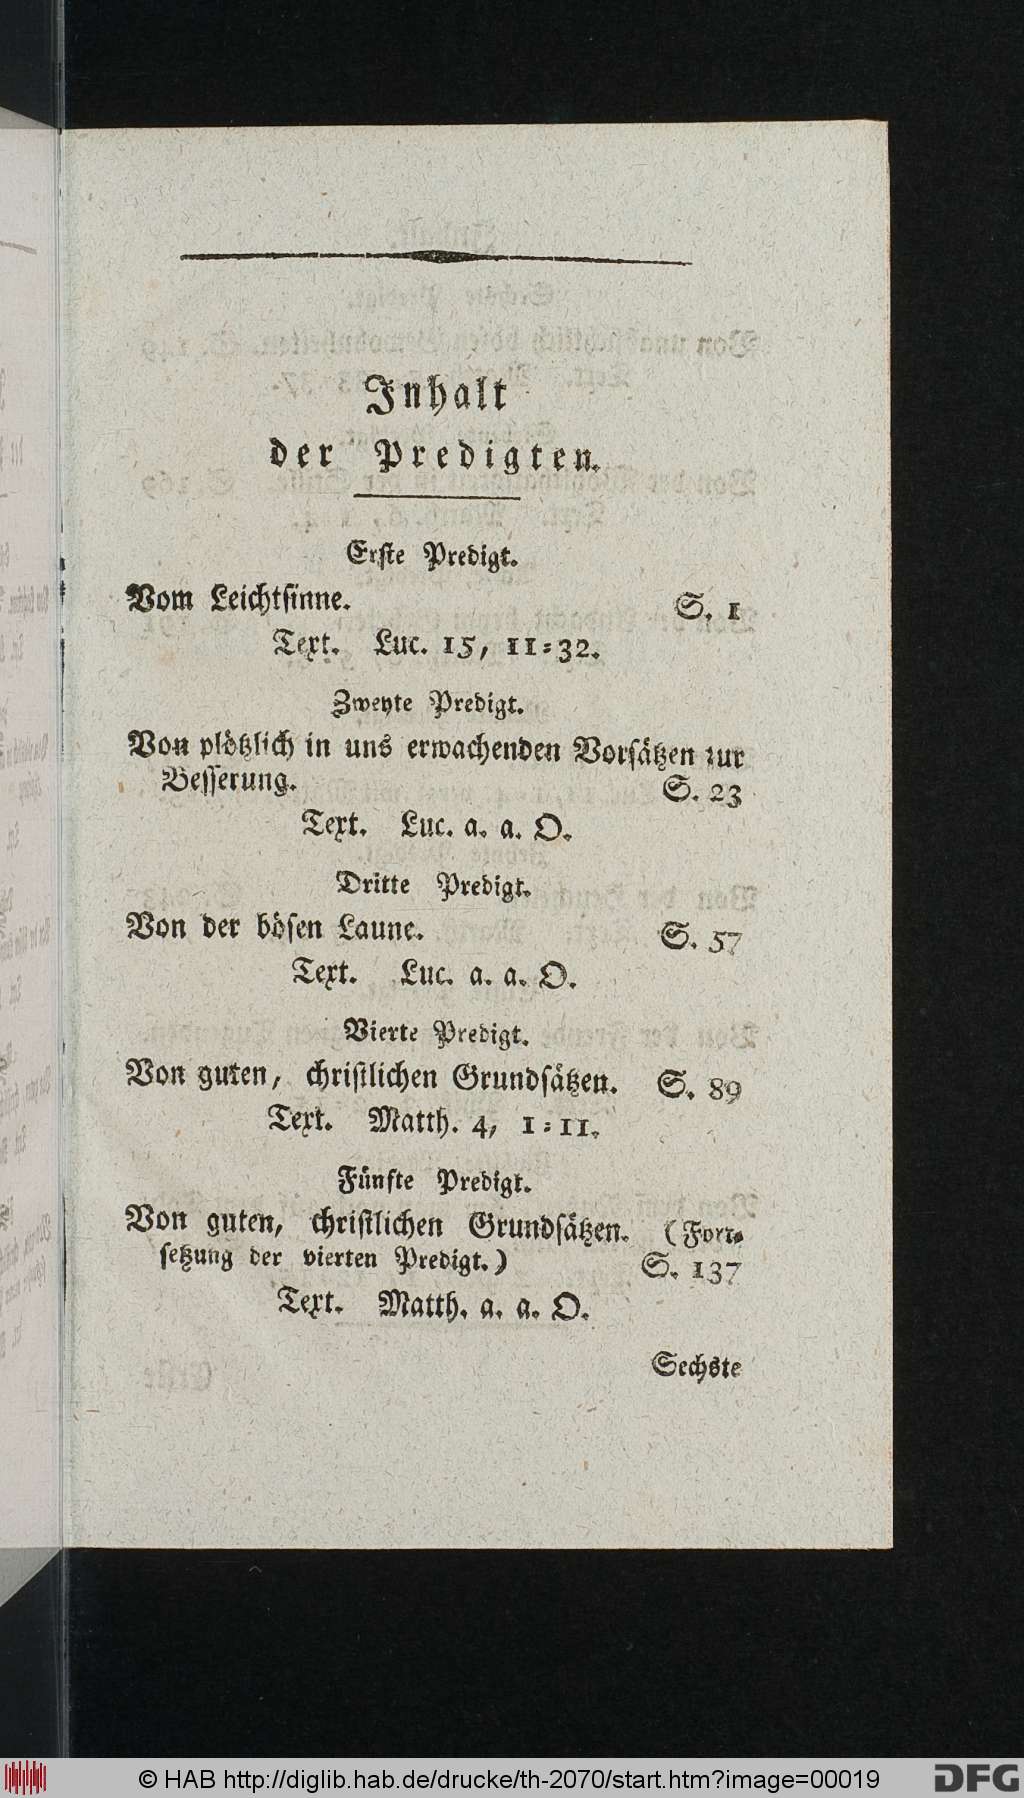 Inhalt
der Predigten.
Erste Predigt.
Vom Leichtsinne. S. 1
Text. Luc. 15, 11=32.
Zweyte Predigt.
Von plötzlich in uns erwachenden Vorsätzen zur
Besserung. S. 23
Text. Luc. a. a. O.
Dritte Predigt.
Von der bösen Laune. S. 57
Text. Luc. a. a. O.
Vierte Predigt.
Von guten, christlichen Grundsätzen. S. 89
Text. Matth. 4, 1=11.
Fünfte Predigt.
Von guten, christlichen Grundsätzen. (Fort=
setzung der vierten Predigt.) S. 137
Text. Matth. a. a. O.
Sechste
© HAB http://diglib.hab.de/drucke/th-2070/start.htm?image=00019
DFG